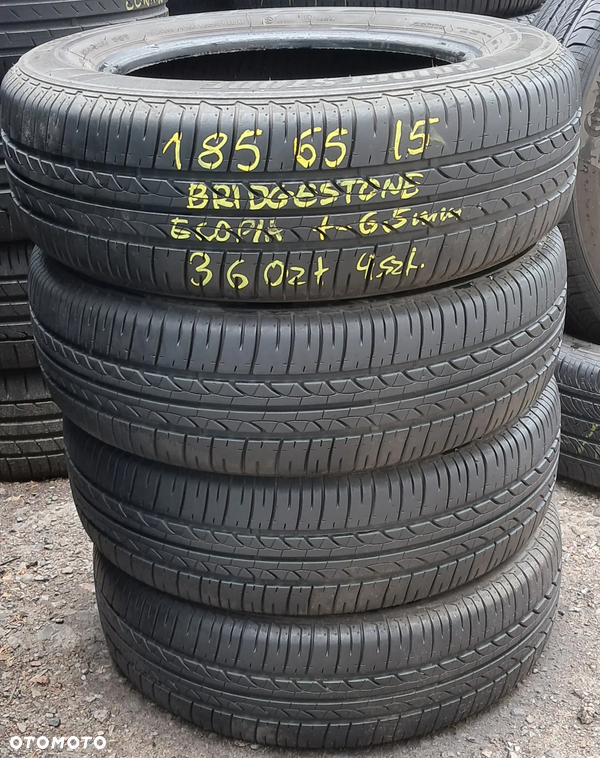 185 65 15
BRIDGESTONE
ECOPIA t-6,5mm
360zł 4szt.
OTOMOTO